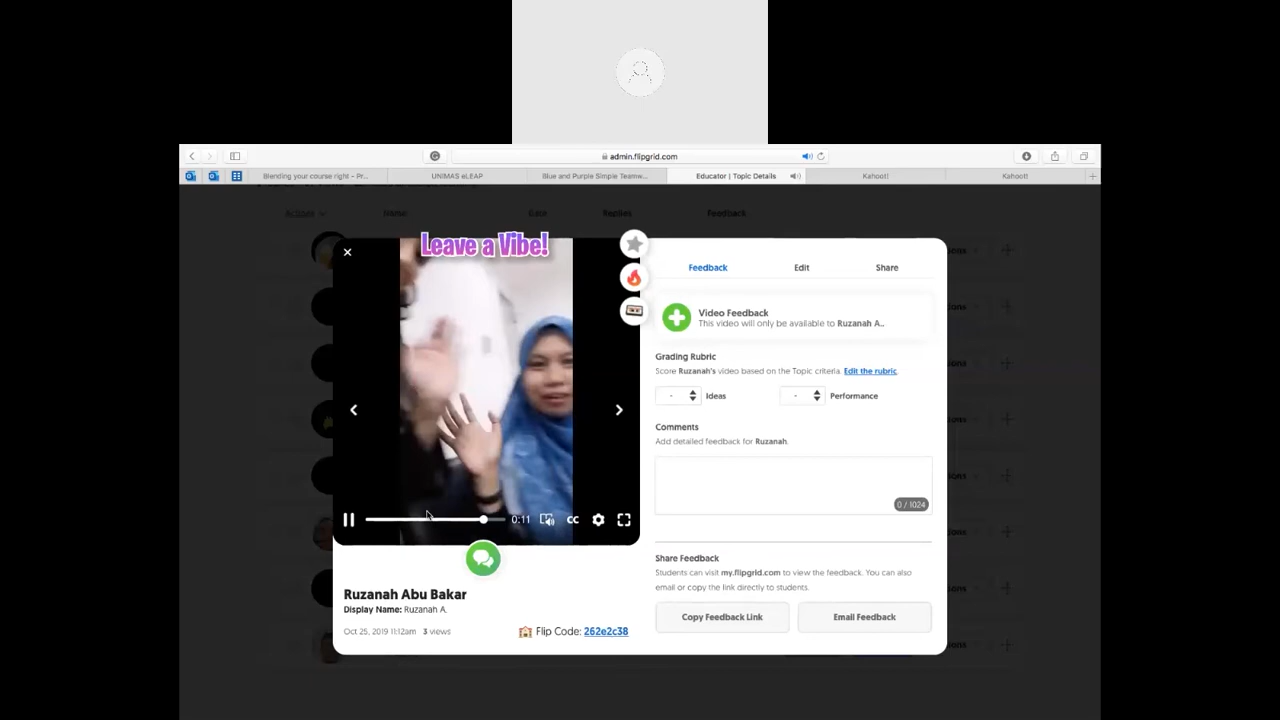 admin.flipgrid.com
Blending your course right - Pr...
UNIMAS eLEAP
Blue and Purple Simple Teamw...
Educator | Topic Details
Kahoot!
Kahoot!
Actions
Name
Date
Replies
Feedback
Leave a Vibe!
Feedback
Edit
Share
Video Feedback
This video will only be available to Ruzanah A..
Grading Rubric
Score Ruzanah's video based on the Topic criteria. Edit the rubric
- Ideas
- Performance
Comments
Add detailed feedback for Ruzanah.
0 / 1024
0:11
CC
Share Feedback
Students can visit my.flipgrid.com to view the feedback. You can also
email or copy the link directly to students.
Copy Feedback Link
Email Feedback
Ruzanah Abu Bakar
Display Name: Ruzanah A.
Oct 25, 2019 11:12am 3 views
Flip Code: 262e2c38